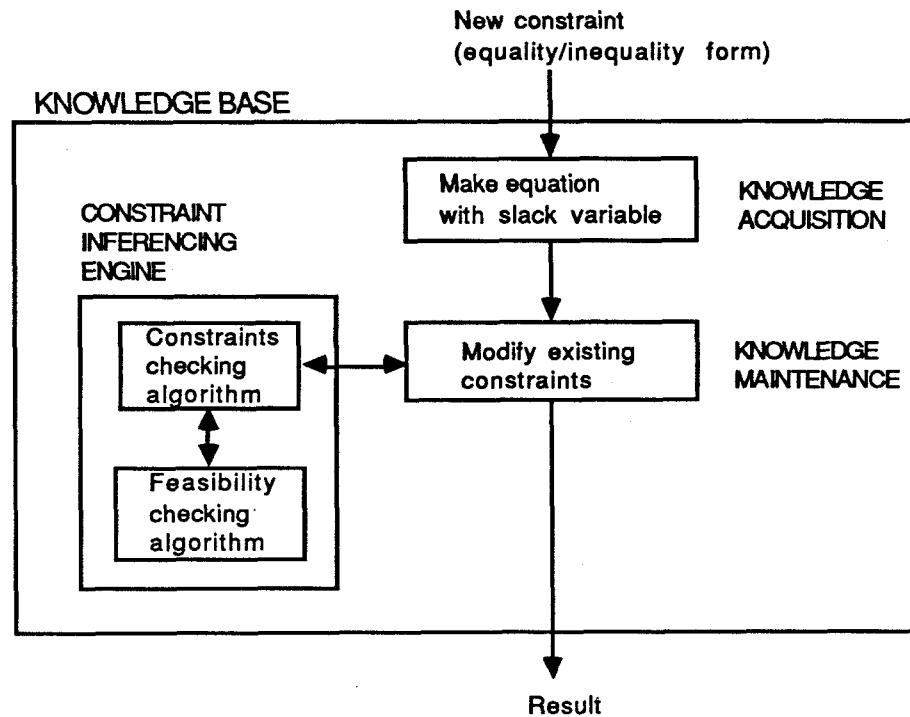 New constraint
(equality/inequality form)
KNOWLEDGE BASE
Make equation
with slack variable
KNOWLEDGE
ACQUISITION
CONSTRAINT
INFERENCING
ENGINE
Constraints
checking
algorithm
Modify existing
constraints
KNOWLEDGE
MAINTENANCE
Feasibility
checking
algorithm
Result